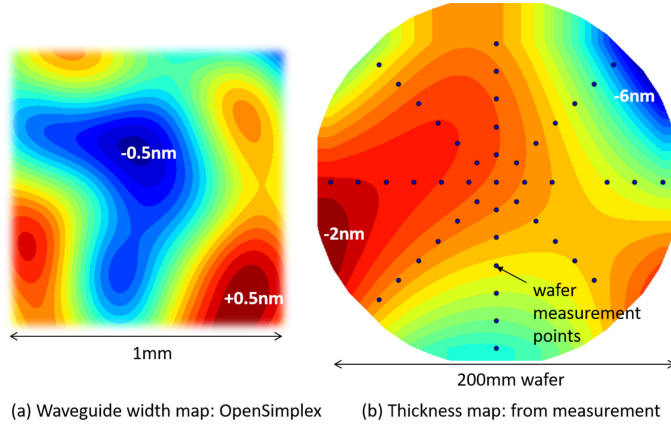 -0.5nm
+0.5nm
1mm
(a) Waveguide width map: OpenSimplex
-6nm
-2nm
wafer
measurement
points
200mm wafer
(b) Thickness map: from measurement